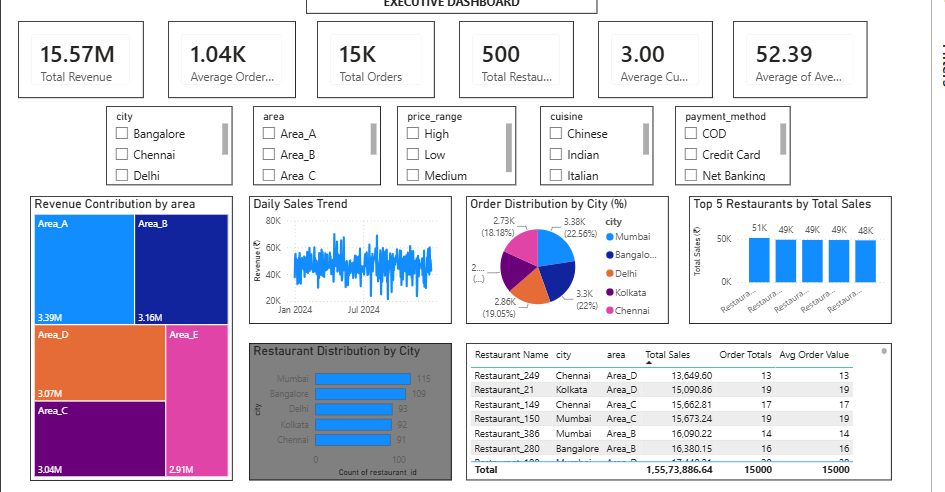 EXECUTIVE DASHBOARD
15.57M
Total Revenue
1.04K
Average Order...
15K
Total Orders
500
Total Restau...
3.00
Average Cu...
52.39
Average of Ave...
city
Bangalore
Chennai
Delhi
area
Area_A
Area_B
Area C
price_range
High
Low
Medium
cuisine
Chinese
Indian
Italian
payment_method
COD
Credit Card
Net Banking
Revenue Contribution by area
Area_A
3.39M
Area_B
3.16M
Area_D
3.07M
Area_E
2.91M
Area_C
3.04M
Daily Sales Trend
Revenue (₹)
80K
60K
40K
20K
Jan 2024 Jul 2024
Order Distribution by City (%)
2.73K
(18.18%)
3.38K
(22.56%)
2....
(...)
2.86K
(19.05%)
3.3K
(22%)
city
Mumbai
Bangalo...
Delhi
Kolkata
Chennai
Top 5 Restaurants by Total Sales
Total Sales (₹)
50K
0K
51K 49K 49K 49K 48K
Restaura... Restaura... Restaura... Restaura... Restaura...
Restaurant Distribution by City
city
Mumbai 115
Bangalore 109
Delhi 93
Kolkata 92
Chennai 91
0 100
Count of restaurant_id
Restaurant Name city area Total Sales Order Totals Avg Order Value
Restaurant_249 Chennai Area_D 13,649.60 13 13
Restaurant_21 Kolkata Area_D 15,090.86 19 19
Restaurant_149 Chennai Area_C 15,662.81 17 17
Restaurant_150 Mumbai Area_C 15,673.24 19 19
Restaurant_386 Mumbai Area_B 16,090.22 14 14
Restaurant_280 Bangalore Area_B 16,380.15 16 16
Total 1,55,73,886.64 15000 15000